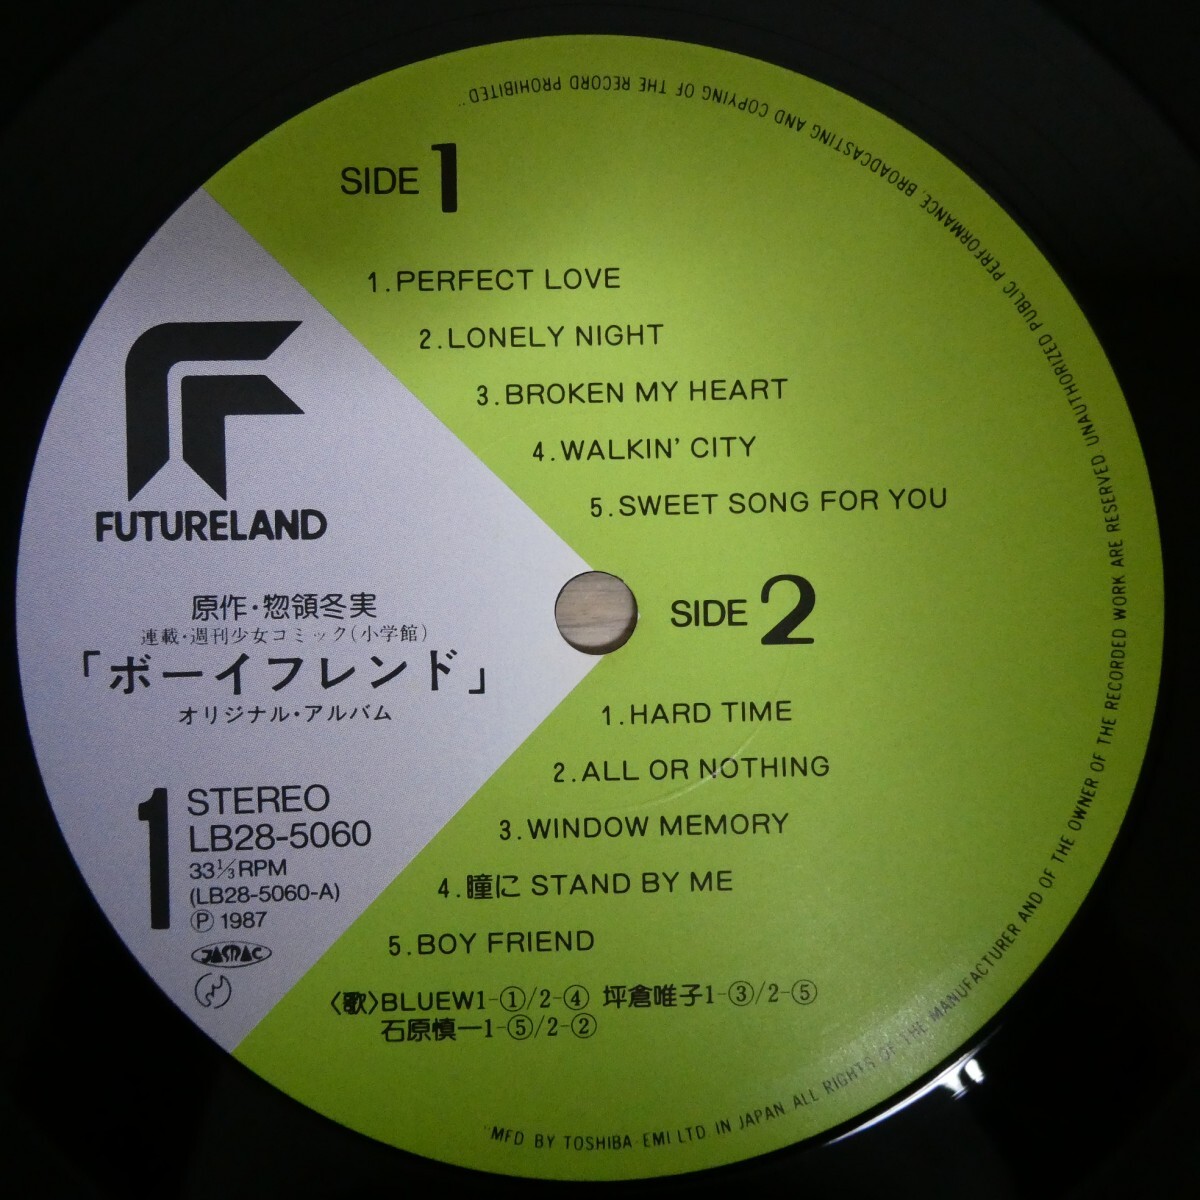 SIDE 1
1.PERFECT LOVE
2.LONELY NIGHT
3.BROKEN MY HEART
4.WALKIN' CITY
5.SWEET SONG FOR YOU
FUTURELAND
原作・惣領冬実
連載・週刊少女コミック(小学館)
「ボーイフレンド」
オリジナル・アルバム
1
STEREO
LB28-5060
33⅓RPM
(LB28-5060-A)
Ⓟ 1987
JASRAC
SIDE 2
1.HARD TIME
2.ALL OR NOTHING
3.WINDOW MEMORY
4.瞳に STAND BY ME
5.BOY FRIEND
〈歌〉BLUEW1-①/2-④ 坪倉唯子1-③/2-⑤
石原慎一1-⑤/2-②
"MFD BY TOSHIBA-EMI LTD. IN JAPAN. ALL RIGHTS OF THE MANUFACTURER AND OF THE OWNER OF THE RECORDED WORK ARE RESERVED UNAUTHORIZED PUBLIC PERFORMANCE, BROADCASTING AND COPYING OF THE RECORD PROHIBITED"